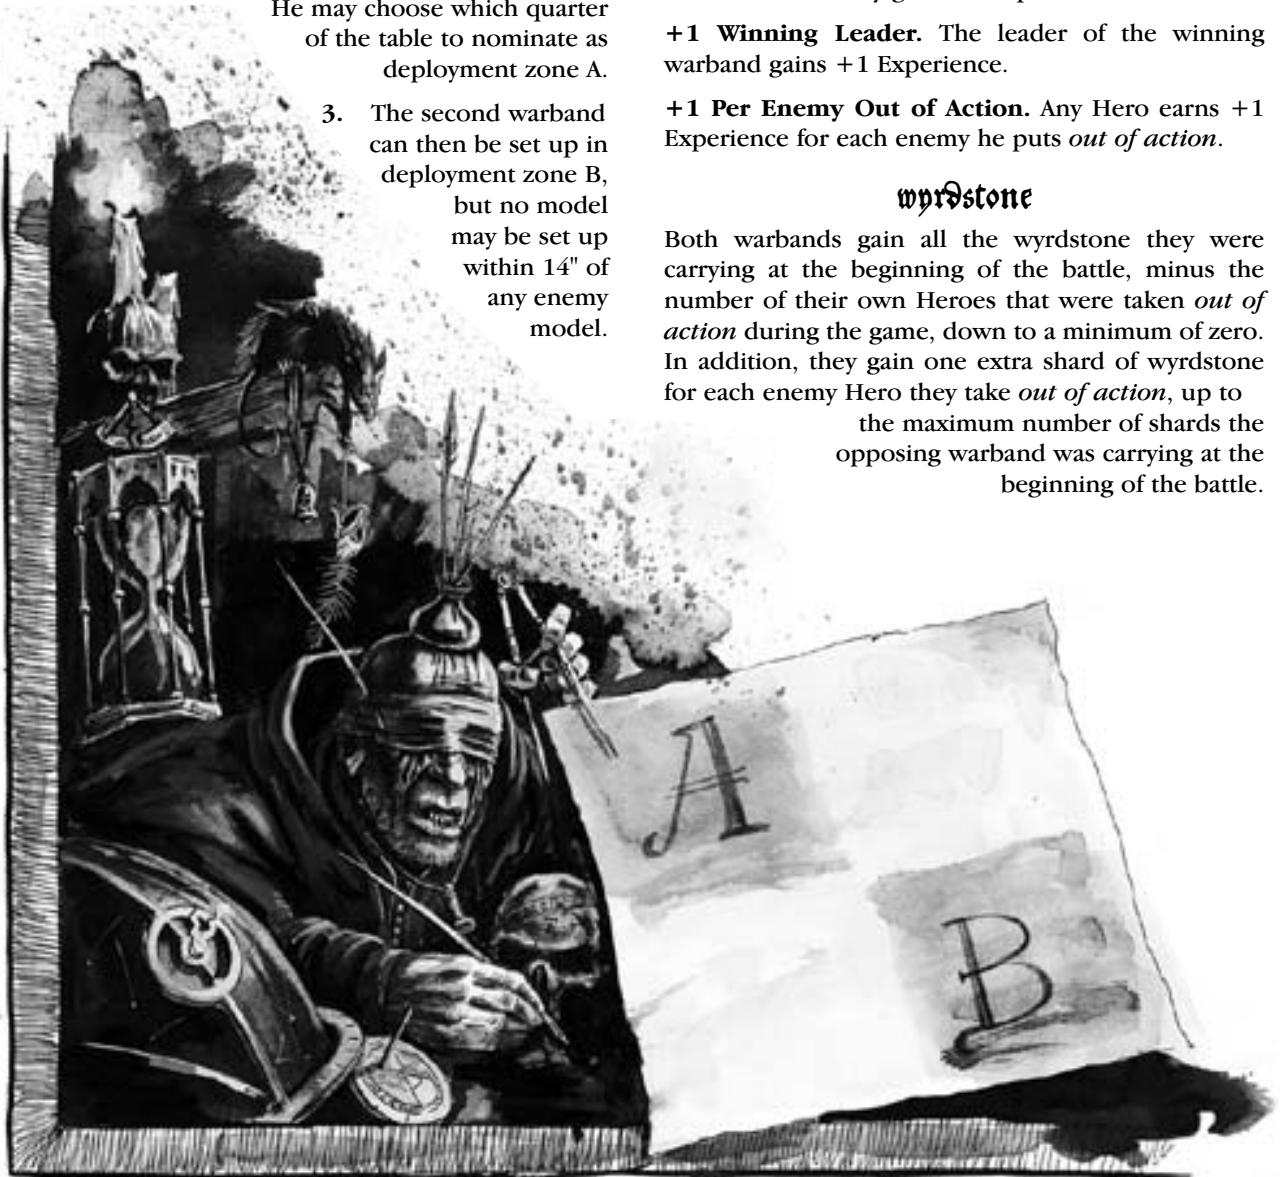 He may choose which quarter
of the table to nominate as
deployment zone A.
3. The second warband
can then be set up in
deployment zone B,
but no model
may be set up
within 14" of
any enemy
model.
+1 Winning Leader. The leader of the winning
warband gains +1 Experience.
+1 Per Enemy Out of Action. Any Hero earns +1
Experience for each enemy he puts out of action.
wyrdstone
Both warbands gain all the wyrdstone they were
carrying at the beginning of the battle, minus the
number of their own Heroes that were taken out of
action during the game, down to a minimum of zero.
In addition, they gain one extra shard of wyrdstone
for each enemy Hero they take out of action, up to
the maximum number of shards the
opposing warband was carrying at the
beginning of the battle.
A
B